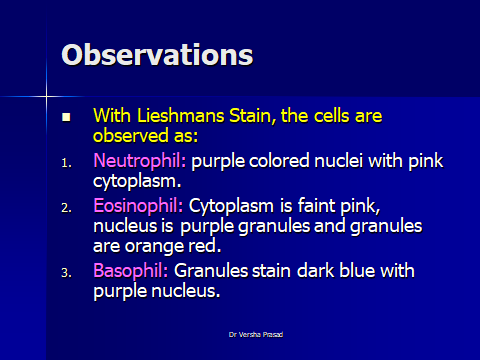 Observations
■ With Lieshmans Stain, the cells are
observed as:
1. Neutrophil: purple colored nuclei with pink
cytoplasm.
2. Eosinophil: Cytoplasm is faint pink,
nucleus is purple granules and granules
are orange red.
3. Basophil: Granules stain dark blue with
purple nucleus.
Dr Versha Prasad